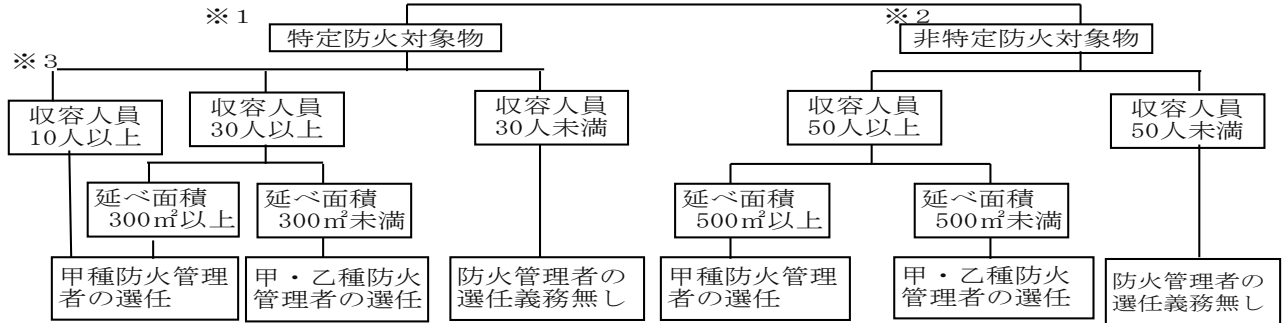 ※1
※2
特定防火対象物
非特定防火対象物
※3
収容人員
10人以上
収容人員
30人以上
収容人員
30人未満
収容人員
50人以上
収容人員
50人未満
延べ面積
300㎡以上
延べ面積
300㎡未満
延べ面積
500㎡以上
延べ面積
500㎡未満
甲種防火管理
者の選任
甲・乙種防火
管理者の選任
防火管理者の
選任義務無し
甲種防火管理
者の選任
甲・乙種防火
管理者の選任
防火管理者の
選任義務無し